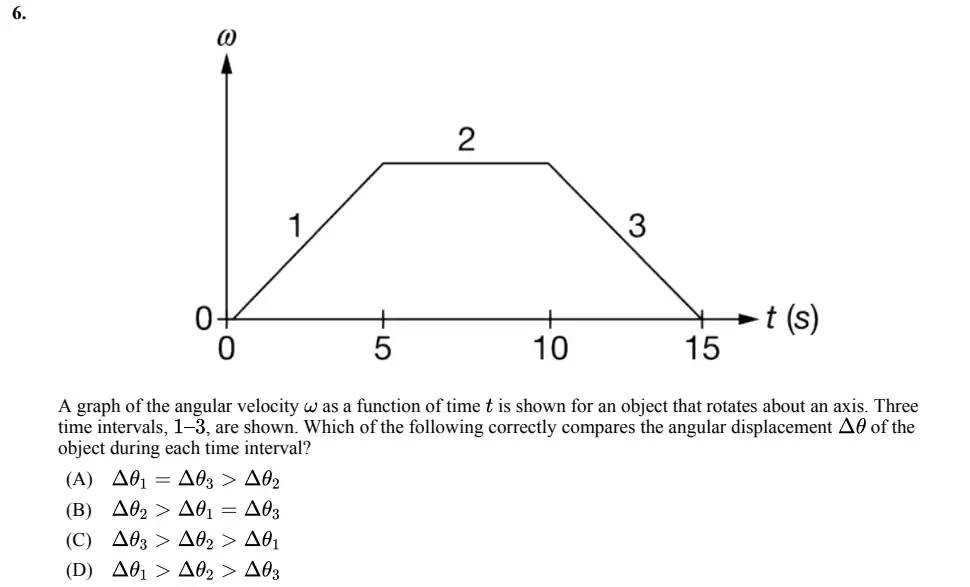 6.
ω
2
1
3
0
t (s)
0 5 10 15
A graph of the angular velocity ω as a function of time t is shown for an object that rotates about an axis. Three
time intervals, 1–3, are shown. Which of the following correctly compares the angular displacement Δθ of the
object during each time interval?
(A) Δθ₁ = Δθ₃ > Δθ₂
(B) Δθ₂ > Δθ₁ = Δθ₃
(C) Δθ₃ > Δθ₂ > Δθ₁
(D) Δθ₁ > Δθ₂ > Δθ₃